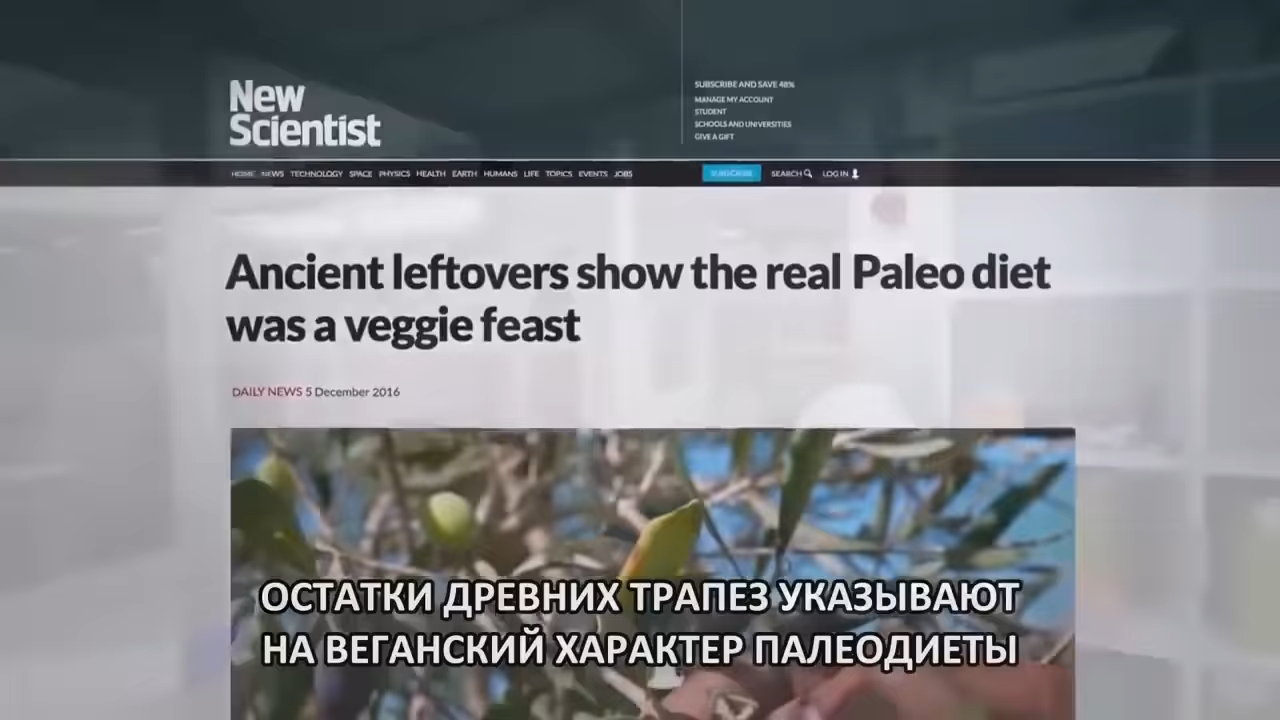 New
Scientist
SUBSCRIBE AND SAVE 48%
MANAGE MY ACCOUNT
STUDENT
SCHOOLS AND UNIVERSITIES
GIVE A GIFT
HOME NEWS TECHNOLOGY SPACE PHYSICS HEALTH EARTH HUMANS LIFE TOPICS EVENTS JOBS SUBSCRIBE SEARCH LOG IN
Ancient leftovers show the real Paleo diet
was a veggie feast
DAILY NEWS 5 December 2016
ОСТАТКИ ДРЕВНИХ ТРАПЕЗ УКАЗЫВАЮТ
НА ВЕГАНСКИЙ ХАРАКТЕР ПАЛЕОДИЕТЫ